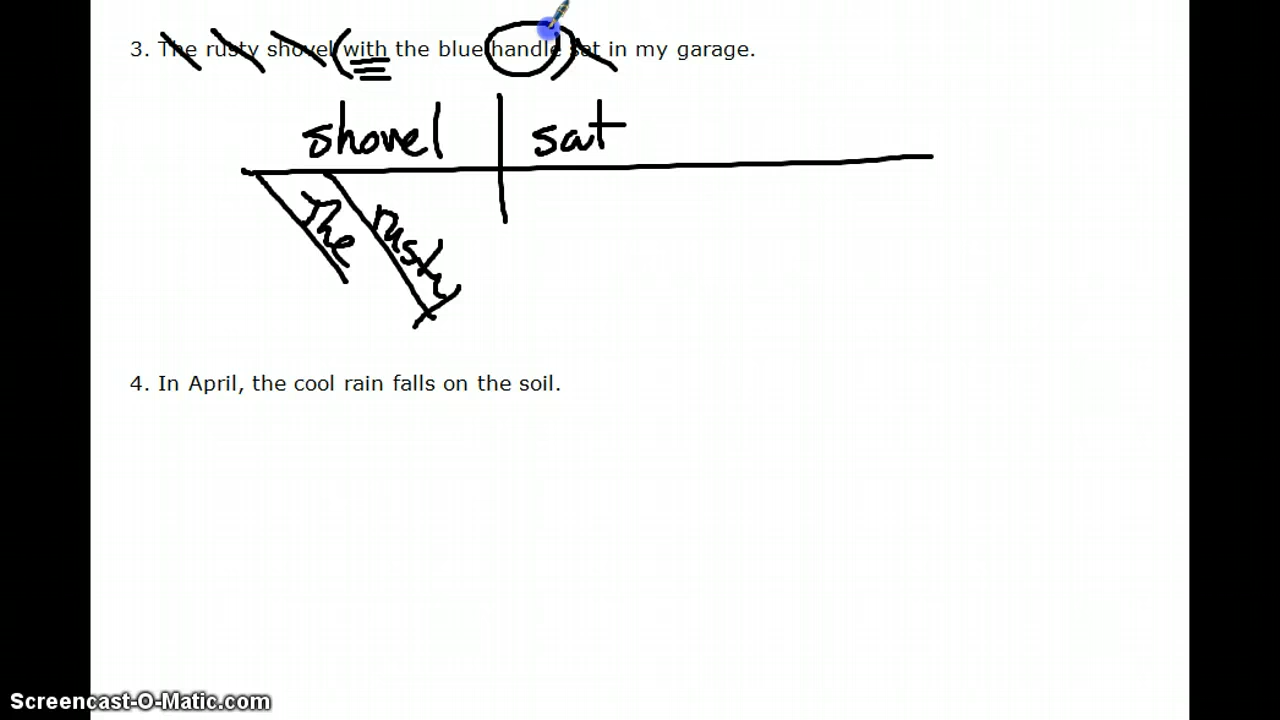 3. The rusty shovel with the blue handle sat in my garage.
shovel sat
The rusty
4. In April, the cool rain falls on the soil.
Screencast-O-Matic.com